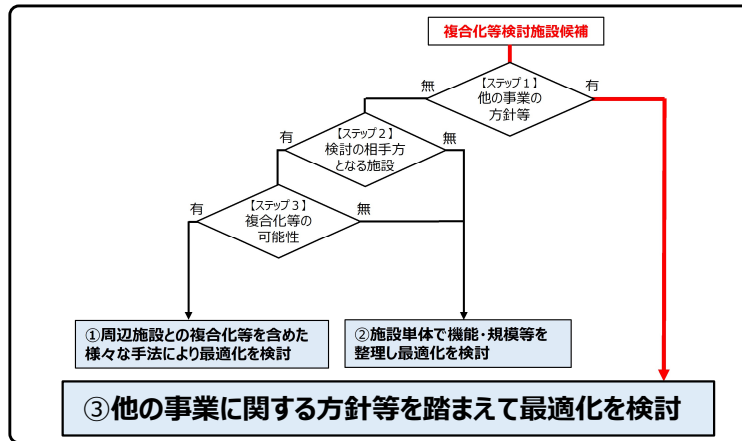 複合化等検討施設候補
【ステップ1】
他の事業の
方針等
無
有
【ステップ2】
検討の相手方
となる施設
有
無
【ステップ3】
複合化等の
可能性
有
無
①周辺施設との複合化等を含めた
様々な手法により最適化を検討
②施設単体で機能・規模等を
整理し最適化を検討
③他の事業に関する方針等を踏まえて最適化を検討